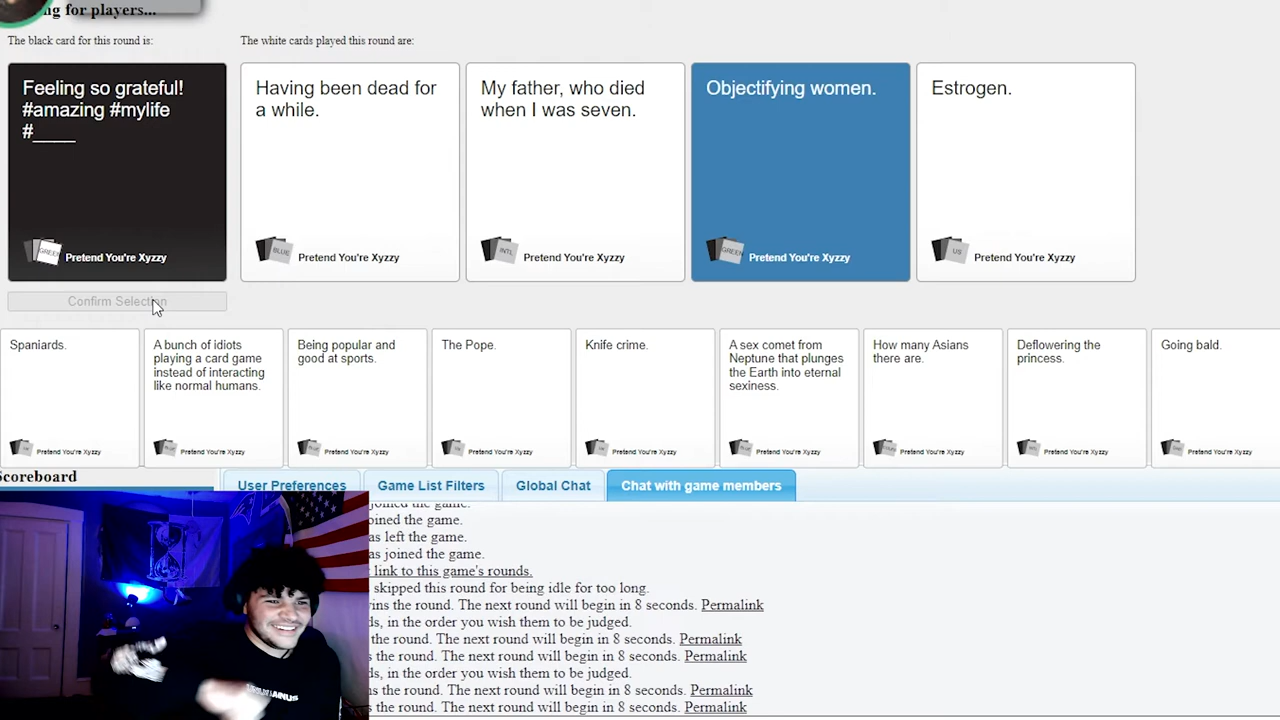 for players...
The black card for this round is:
The white cards played this round are:
Feeling so grateful!
#amazing #mylife
#____
GREEN
Pretend You're Xyzzy
Having been dead for
a while.
BLUE
Pretend You're Xyzzy
My father, who died
when I was seven.
INTL
Pretend You're Xyzzy
Objectifying women.
GREEN
Pretend You're Xyzzy
Estrogen.
US
Pretend You're Xyzzy
Confirm Selection
Spaniards.
Pretend You're Xyzzy
A bunch of idiots
playing a card game
instead of interacting
like normal humans.
Pretend You're Xyzzy
Being popular and
good at sports.
Pretend You're Xyzzy
The Pope.
Pretend You're Xyzzy
Knife crime.
Pretend You're Xyzzy
A sex comet from
Neptune that plunges
the Earth into eternal
sexiness.
Pretend You're Xyzzy
How many Asians
there are.
Pretend You're Xyzzy
Deflowering the
princess.
Pretend You're Xyzzy
Going bald.
Pretend You're Xyzzy
Scoreboard
User Preferences
Game List Filters
Global Chat
Chat with game members
joined the game.
joined the game.
has left the game.
has joined the game.
link to this game's rounds.
skipped this round for being idle for too long.
wins the round. The next round will begin in 8 seconds. Permalink
in the order you wish them to be judged.
the round. The next round will begin in 8 seconds. Permalink
the round. The next round will begin in 8 seconds. Permalink
in the order you wish them to be judged.
the round. The next round will begin in 8 seconds. Permalink
the round. The next round will begin in 8 seconds. Permalink